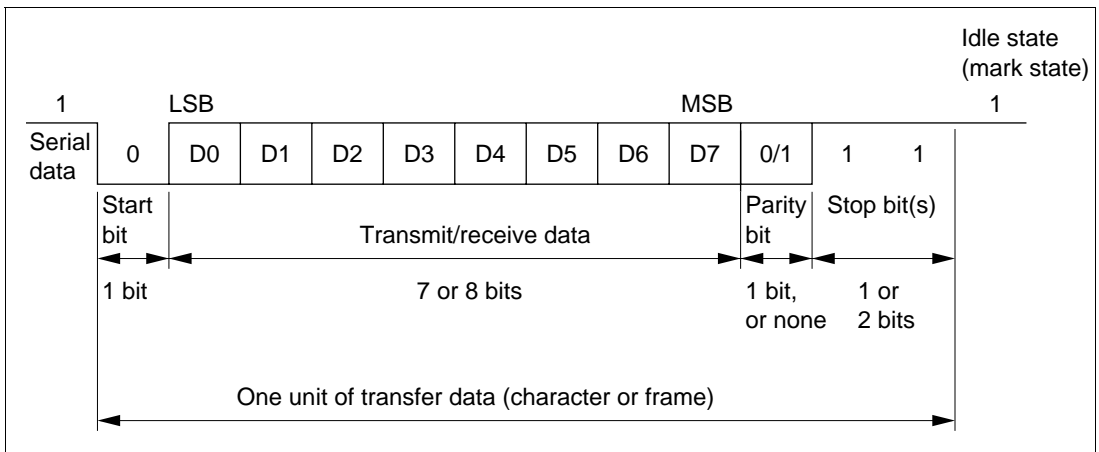 Idle state
(mark state)
1 LSB MSB 1
Serial
data
0 D0 D1 D2 D3 D4 D5 D6 D7 0/1 1 1
Start
bit
Transmit/receive data
Parity
bit
Stop bit(s)
1 bit
7 or 8 bits
1 bit,
or none
1 or
2 bits
One unit of transfer data (character or frame)